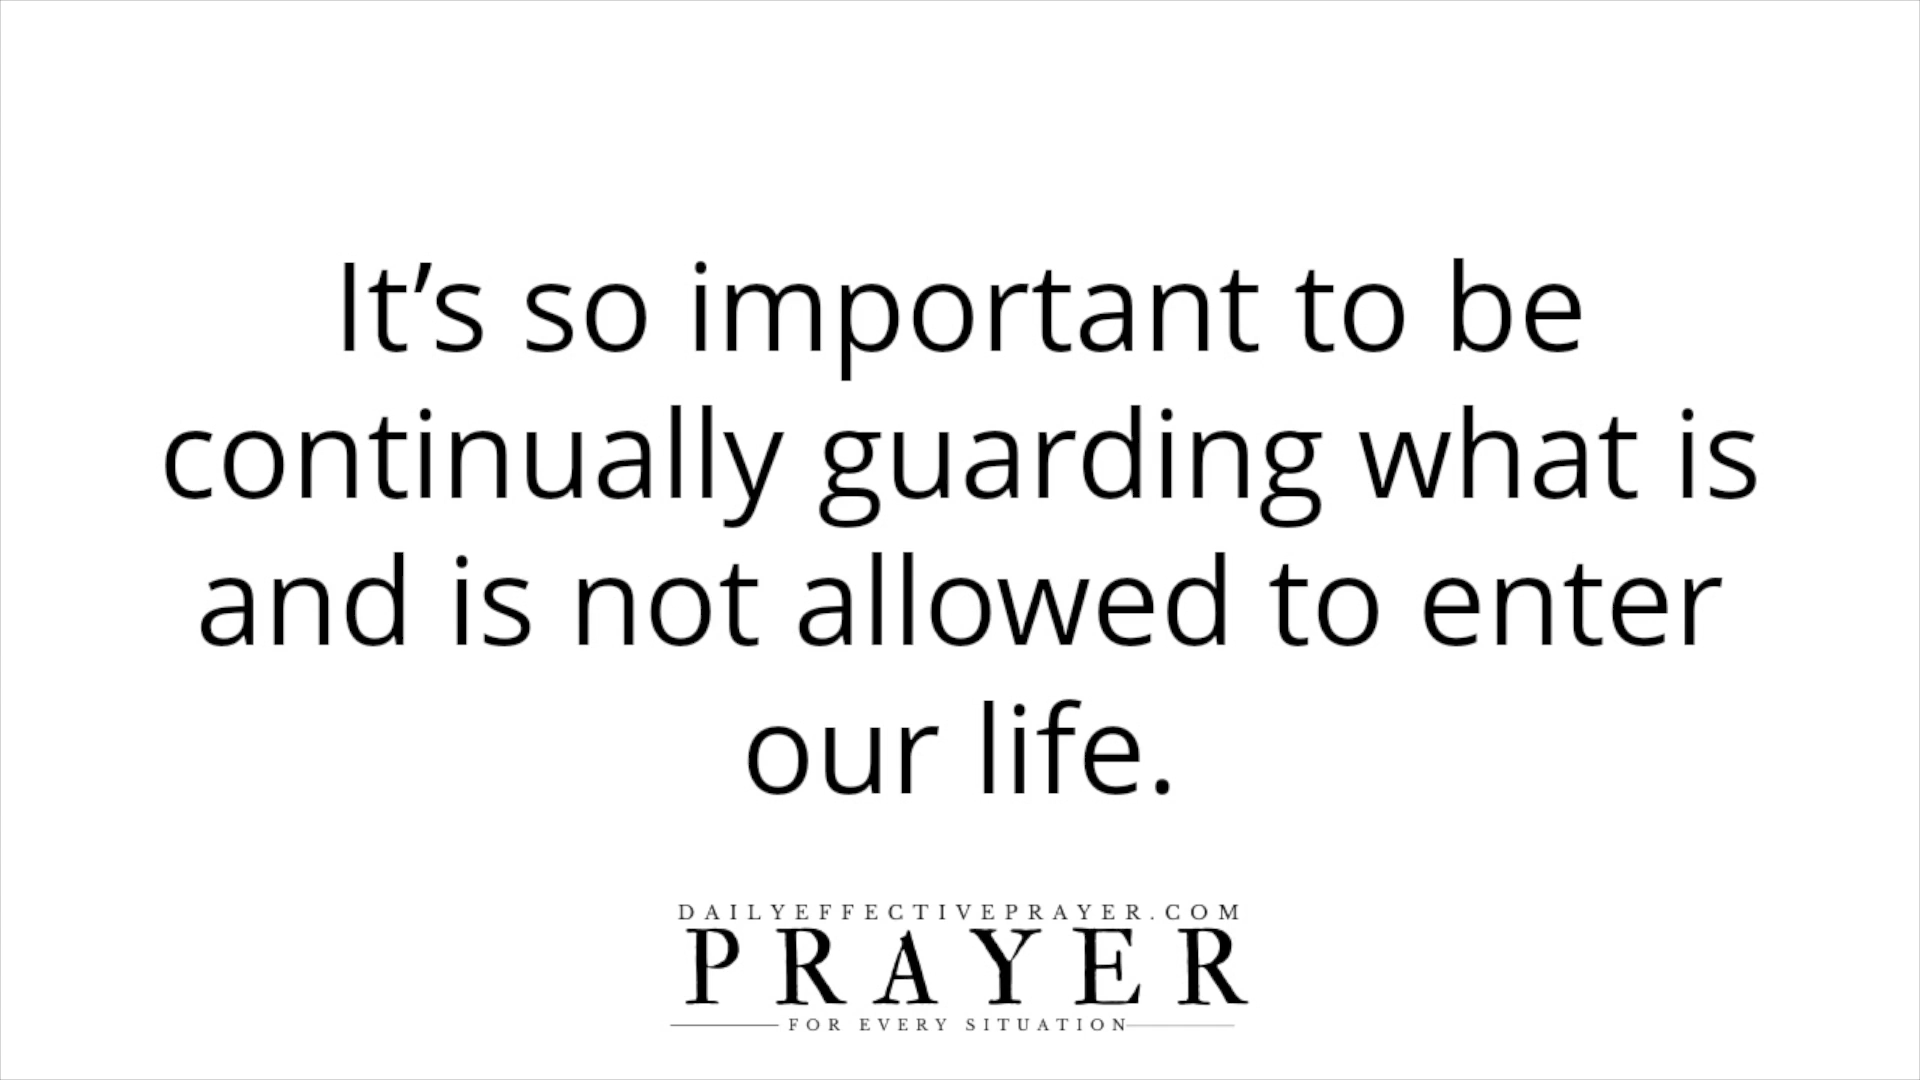 It’s so important to be
continually guarding what is
and is not allowed to enter
our life.
DAILYEFFECTIVEPRAYER.COM
PRAYER
FOR EVERY SITUATION